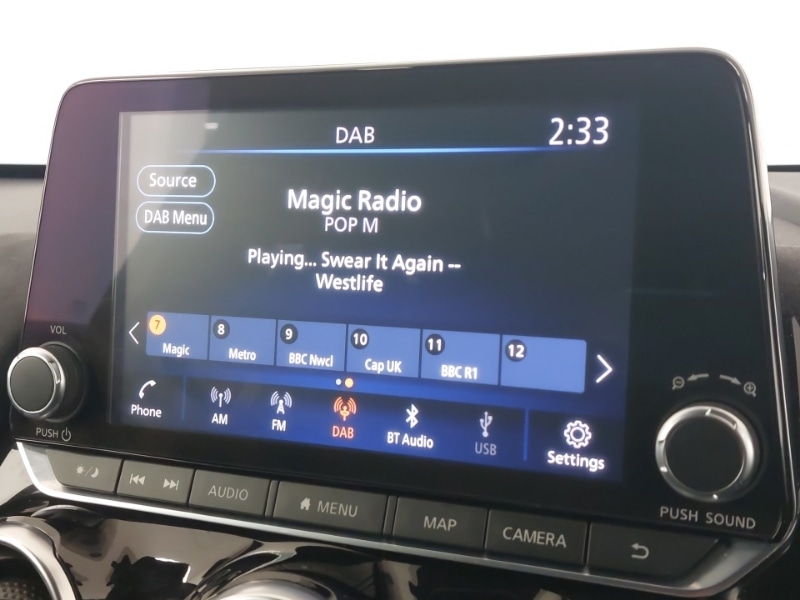 DAB
2:33
Source
DAB Menu
Magic Radio
POP M
Playing... Swear It Again --
Westlife
7
Magic
8
Metro
9
BBC Nwcl
10
Cap UK
11
BBC R1
12
Phone
AM
FM
DAB
BT Audio
USB
Settings
VOL
PUSH
PUSH SOUND
AUDIO
MENU
MAP
CAMERA